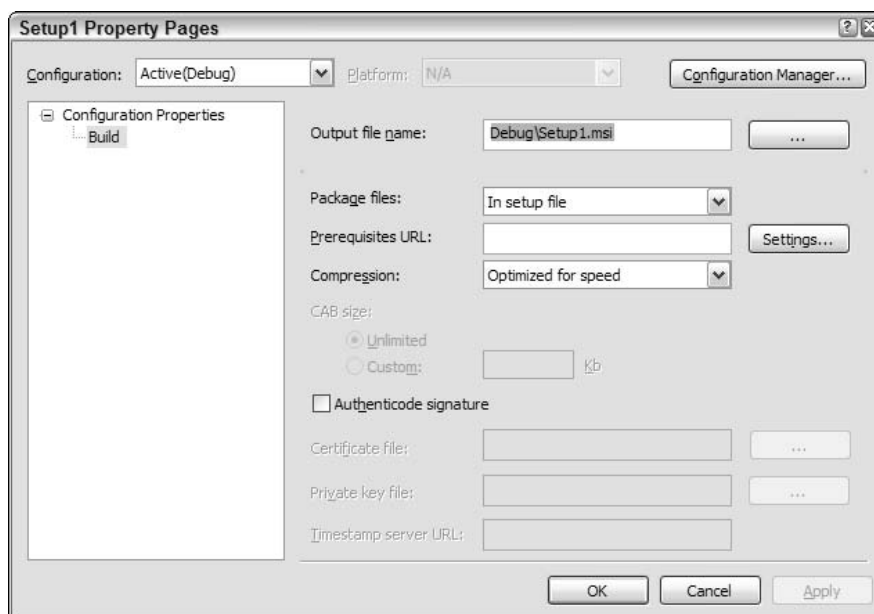 Setup1 Property Pages
Configuration: Active(Debug) Platform: N/A Configuration Manager...
Configuration Properties
Build
Output file name: Debug\Setup1.msi ...
Package files: In setup file
Prerequisites URL: Settings...
Compression: Optimized for speed
CAB size:
Unlimited
Custom: Kb
Authenticode signature
Certificate file: ...
Private key file: ...
Timestamp server URL:
OK Cancel Apply